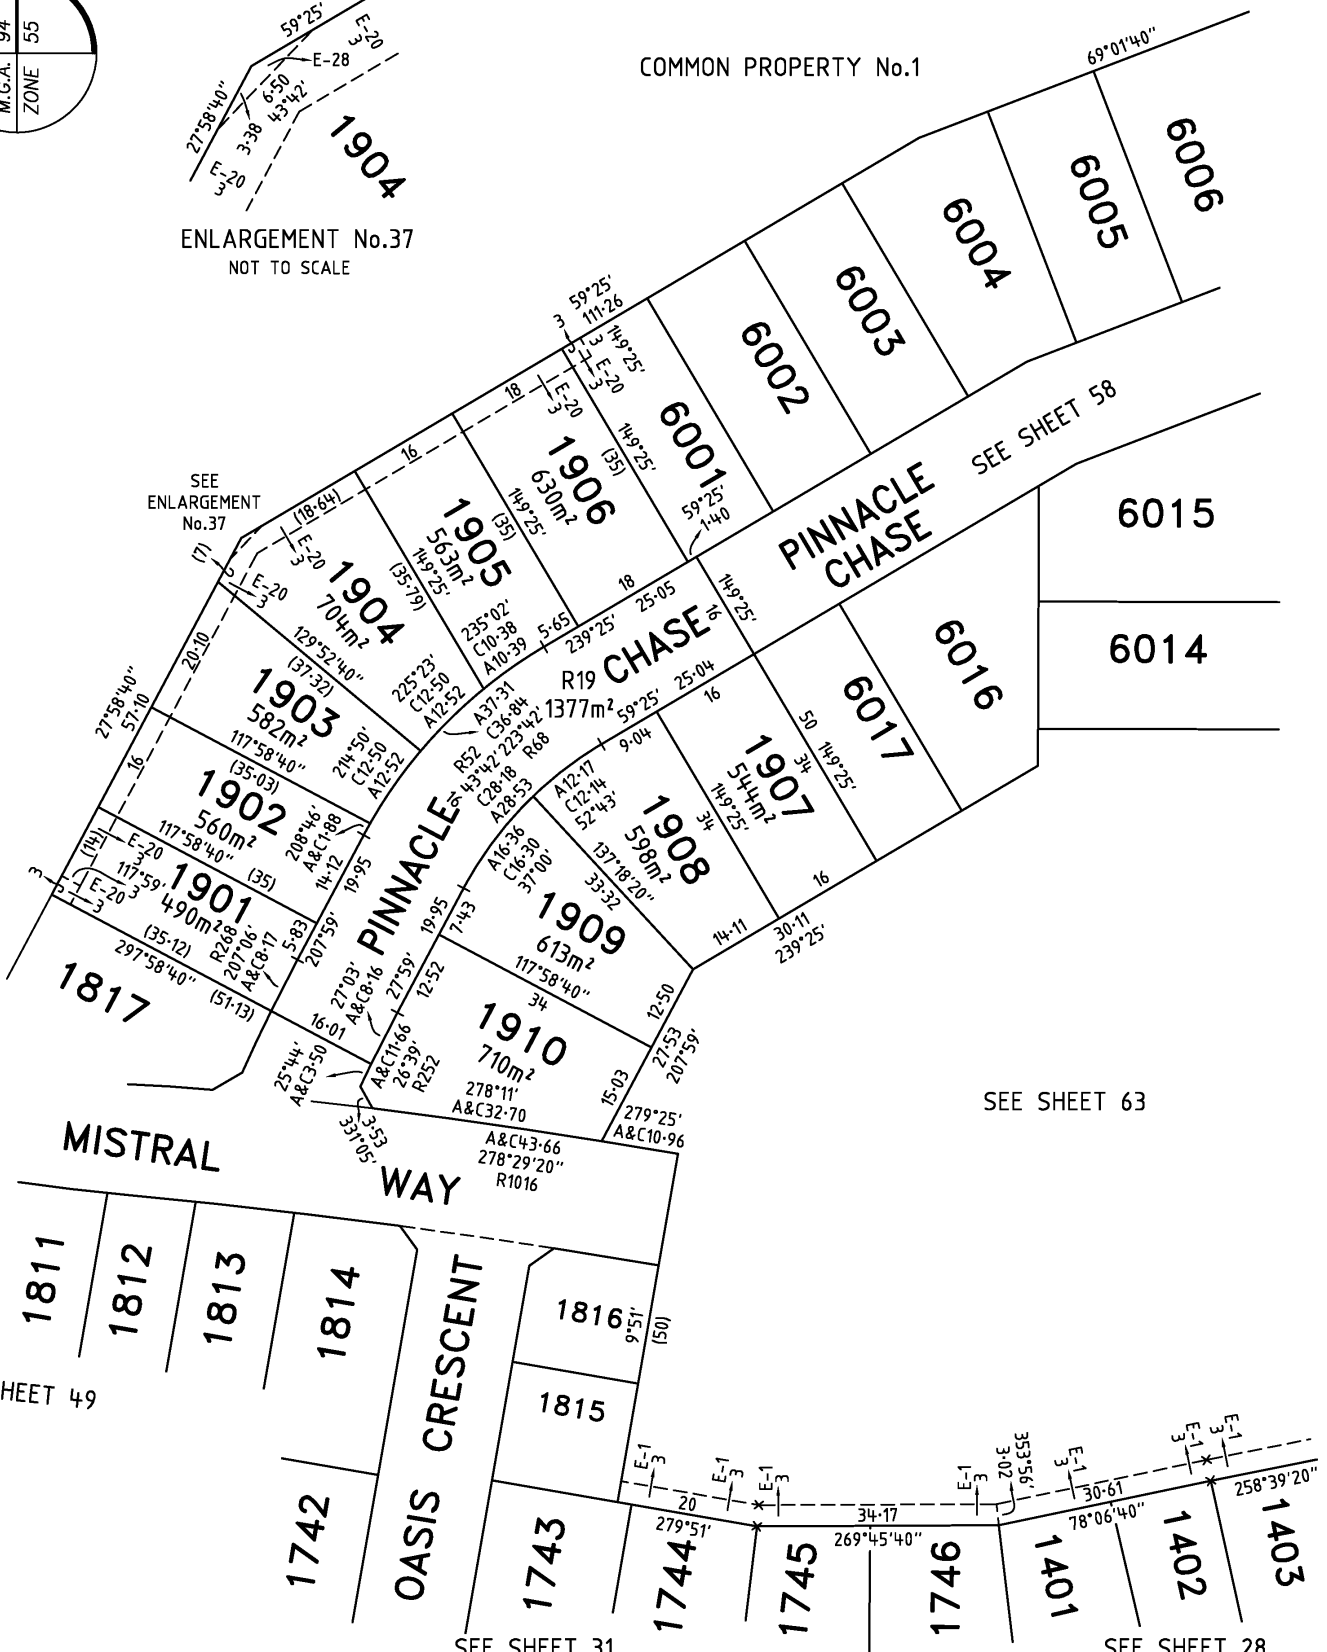 M.G.A. 94
ZONE 55
59°25'
E-20
3
E-28
6·50
43°42'
27°58'40"
3·38
E-20
3
1904
ENLARGEMENT No.37
NOT TO SCALE
COMMON PROPERTY No.1
69°01'40"
6006
6005
6004
6003
6002
6001
59°25'
111·26
3
3
149°25'
E-20
3
149°25'
59°25'
1·40
SEE SHEET 58
PINNACLE
CHASE
6015
6014
6016
6017
SEE
ENLARGEMENT
No.37
(7)
(18·64)
16
18
E-20
3
1906
630m²
(35)
149°25'
1905
563m²
(35)
149°25'
(35·79)
E-20
3
1904
704m²
129°52'40"
(37·32)
E-20
3
20·10
1903
582m²
117°58'40"
(35·03)
27°58'40"
57·10
16
1902
560m²
117°58'40"
(35)
E-20
3
(14)
117°59'
1901
490m²
E-20
3
3
(35·12)
297°58'40"
(51·13)
R268
207°06'
A&C8·17
5·83
207°59'
208°46'
A&C1·88
14·12
19·95
214°50'
C12·50
A12·52
225°23'
C12·50
A12·52
235°02'
C10·38
A10·39
5·65
18
239°25'
25·05
149°25'
16
CHASE
R19
1377m²
A37·31
C36·84
223°42'
R52
43°42'
R68
C28·18
A28·53
16
PINNACLE
59°25'
25·04
9·04
16
50
149°25'
34
1907
544m²
149°25'
34
1908
598m²
A12·17
C12·14
52°43'
137°18'20"
33·32
A16·36
C16·30
37°00'
1909
613m²
117°58'40"
34
19·95
7·43
27°59'
12·52
27°03'
A&C8·16
1910
710m²
278°11'
A&C32·70
A&C11·66
26°39'
R252
16·01
25°44'
A&C3·50
3·53
331°05'
14·11
30·11
239°25'
16
12·50
27·53
207°59'
15·03
279°25'
A&C10·96
A&C43·66
278°29'20"
R1016
1817
MISTRAL
WAY
SEE SHEET 63
1811
1812
1813
1814
OASIS CRESCENT
1816
9°51'
(50)
1815
HEET 49
1742
1743
1744
1745
1746
1401
1402
1403
E-1
3
E-1
3
E-1
3
20
279°51'
34·17
269°45'40"
E-1
3
353°56'
3·02
E-1
3
30·61
78°06'40"
E-1
3
E-1
3
258°39'20"
SEE SHEET 31
SEE SHEET 28